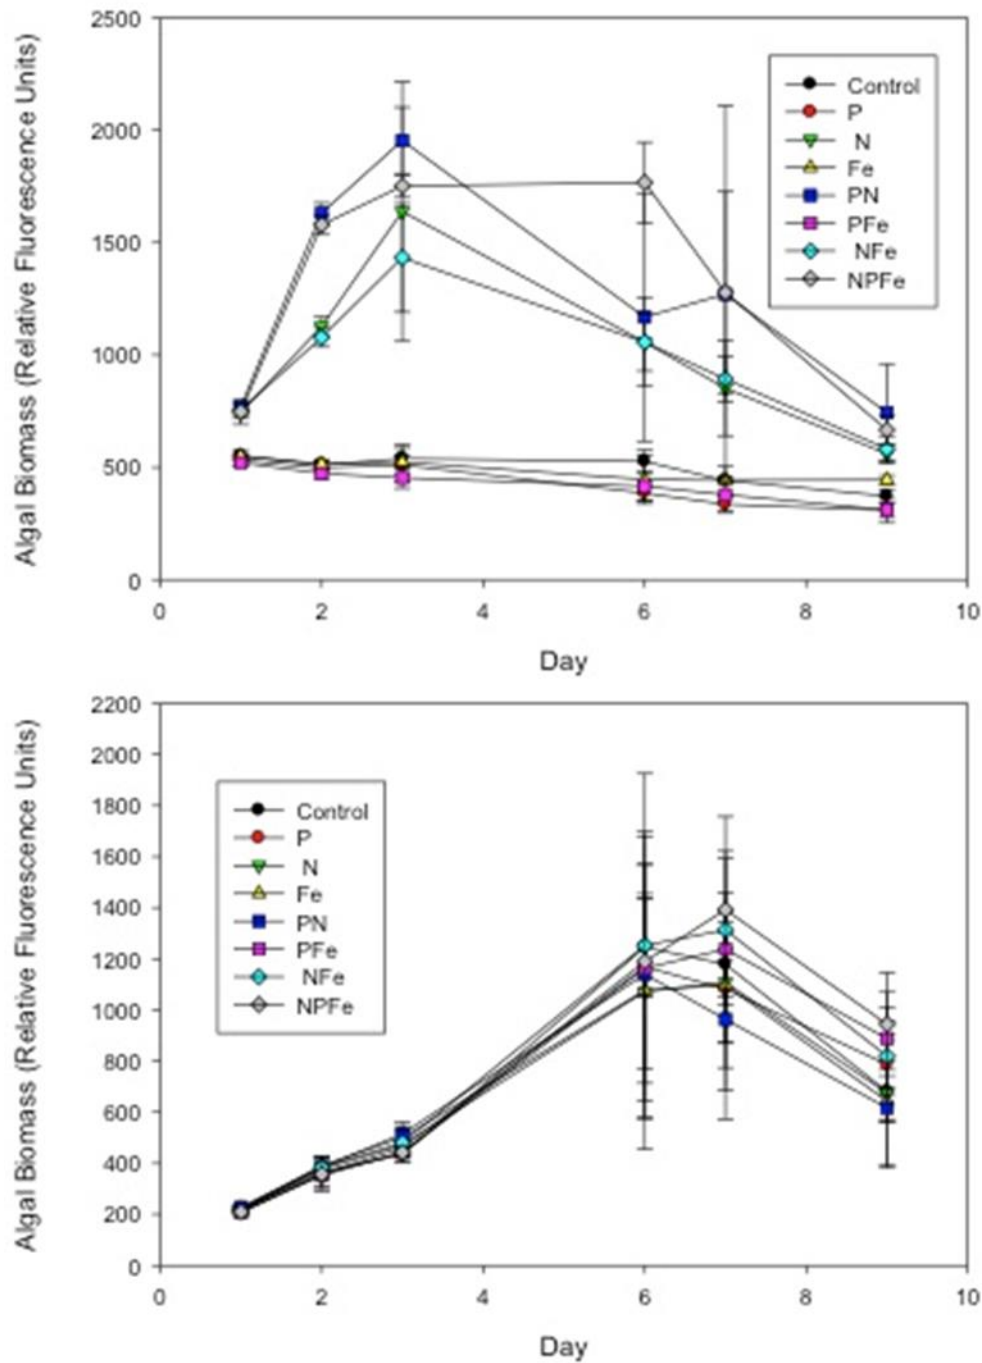 Algal Biomass (Relative Fluorescence Units)
2500
2000
1500
1000
500
0
0 2 4 6 8 10
Day
Control
P
N
Fe
PN
PFe
NFe
NPFe
Algal Biomass (Relative Fluorescence Units)
2200
2000
1800
1600
1400
1200
1000
800
600
400
200
0
0 2 4 6 8 10
Day
Control
P
N
Fe
PN
PFe
NFe
NPFe